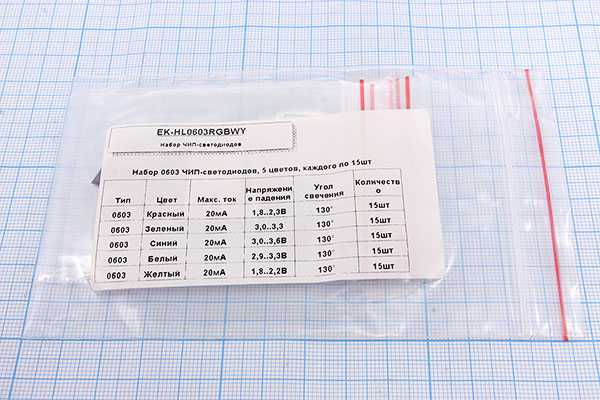 EK-HL0603RGBWY
Набор ЧИП-светодиодов
Набор 0603 ЧИП-светодиодов, 5 цветов, каждого по 15шт
Тип Цвет Макс. ток Напряжени е падения Угол свечения Количеств о
0603 Красный 20мА 1,8..2,3В 130° 15шт
0603 Зеленый 20мА 3,0..3,3 130° 15шт
0603 Синий 20мА 3,0..3,6В 130° 15шт
0603 Белый 20мА 2,9..3,3В 130° 15шт
0603 Желтый 20мА 1,8..2,2В 130° 15шт